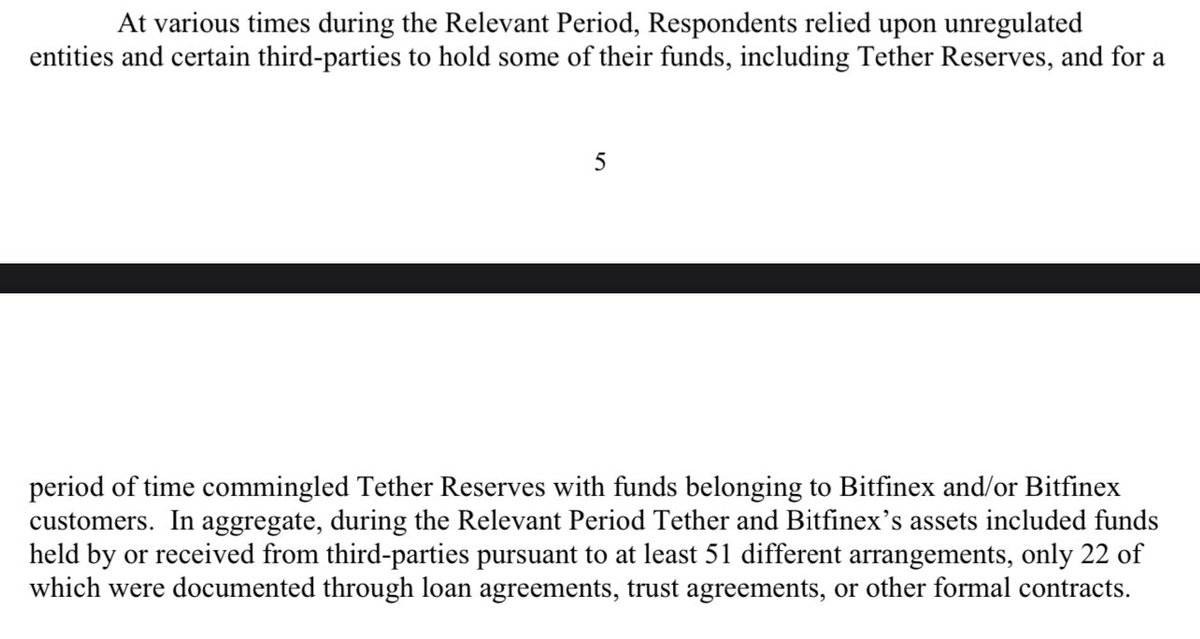 At various times during the Relevant Period, Respondents relied upon unregulated
entities and certain third-parties to hold some of their funds, including Tether Reserves, and for a
5
period of time commingled Tether Reserves with funds belonging to Bitfinex and/or Bitfinex
customers.  In aggregate, during the Relevant Period Tether and Bitfinex’s assets included funds
held by or received from third-parties pursuant to at least 51 different arrangements, only 22 of
which were documented through loan agreements, trust agreements, or other formal contracts.